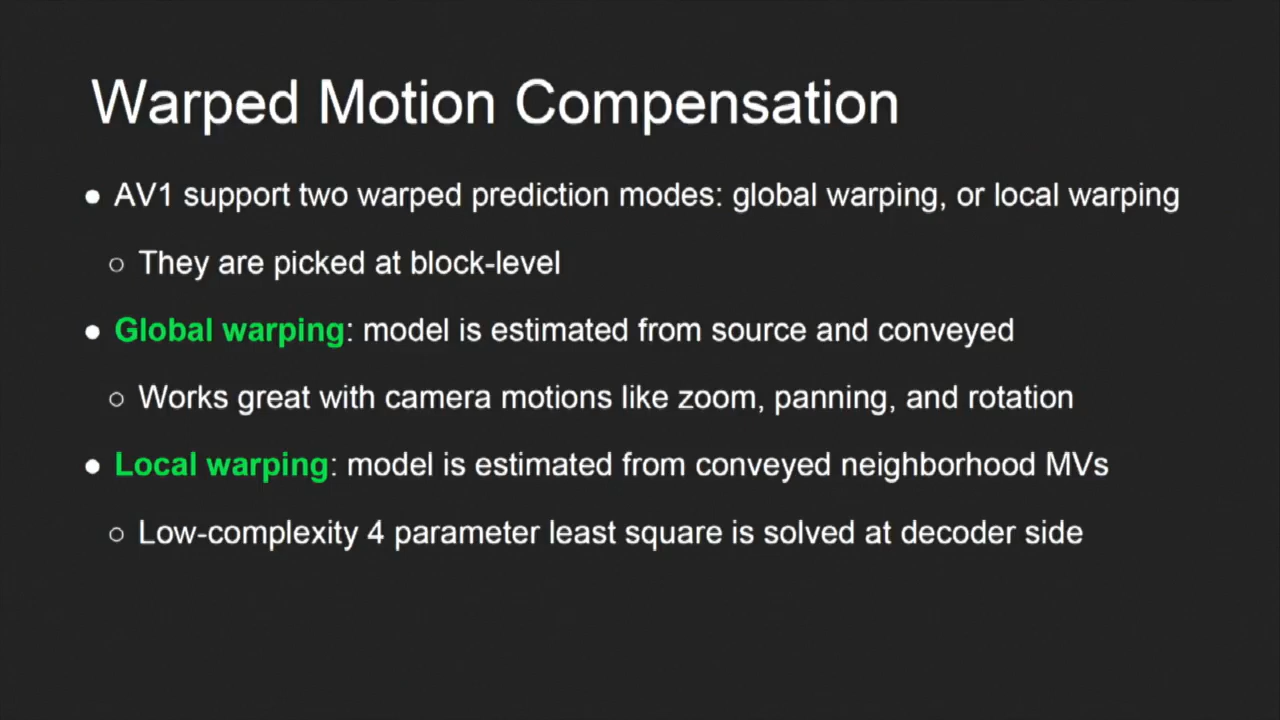 Warped Motion Compensation
● AV1 support two warped prediction modes: global warping, or local warping
○ They are picked at block-level
● Global warping: model is estimated from source and conveyed
○ Works great with camera motions like zoom, panning, and rotation
● Local warping: model is estimated from conveyed neighborhood MVs
○ Low-complexity 4 parameter least square is solved at decoder side